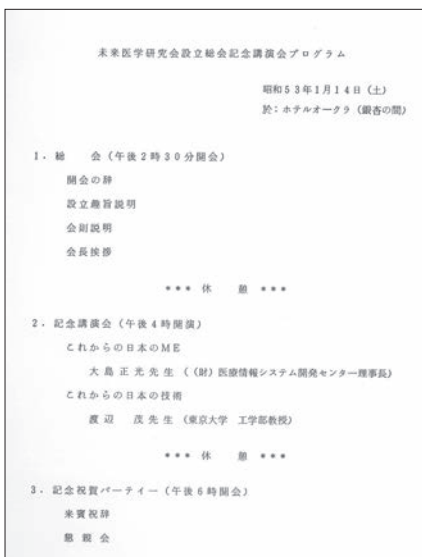 未来医学研究会設立総会記念講演会プログラム
昭和53年1月14日(土)
於:ホテルオークラ(銀杏の間)
1.総 会(午後2時30分開会)
開会の辞
設立趣旨説明
会則説明
会長挨拶
*** 休 憩 ***
2.記念講演会(午後4時開演)
これからの日本のME
大島正光先生((財)医療情報システム開発センター理事長)
これからの日本の技術
渡辺 茂先生(東京大学 工学部教授)
*** 休 憩 ***
3.記念祝賀パーティー(午後6時開会)
来賓祝辞
懇親会